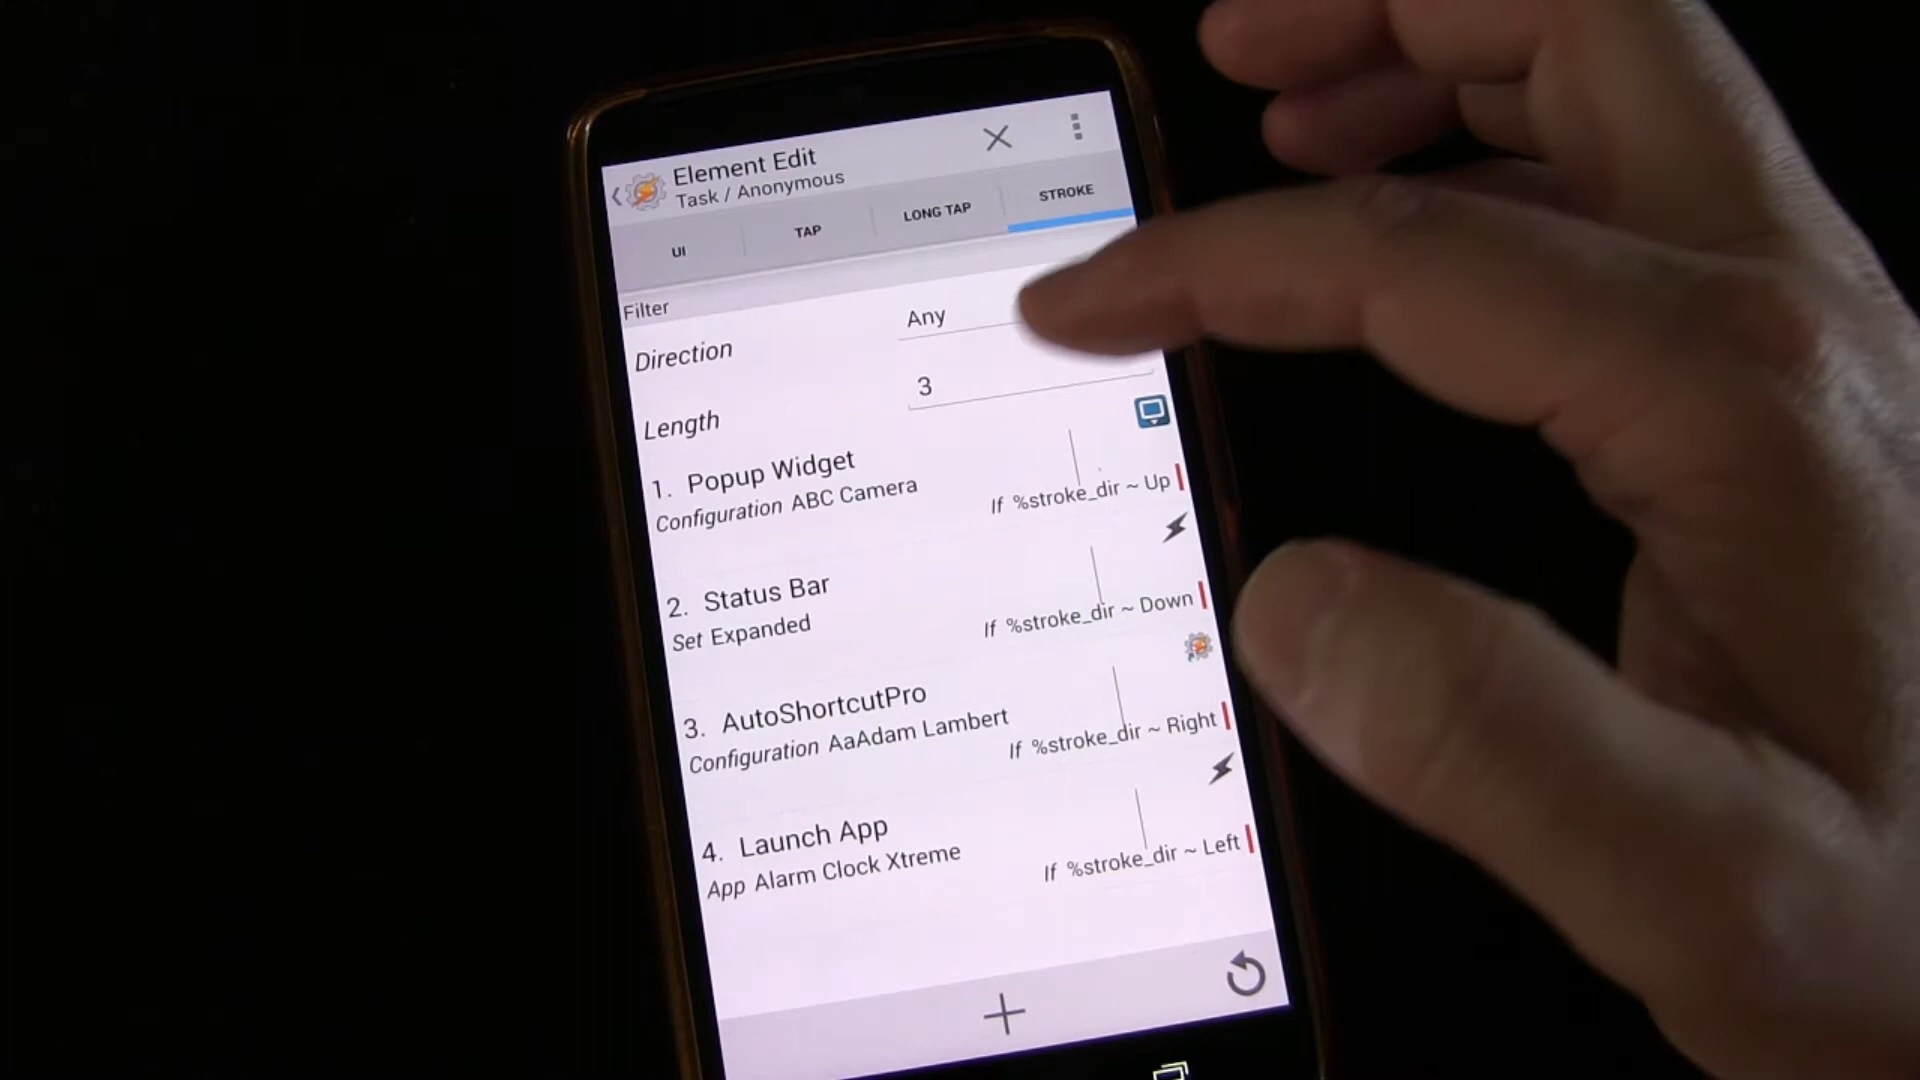 Element Edit
Task / Anonymous
UI
TAP
LONG TAP
STROKE
Filter
Direction
Any
Length
3
1. Popup Widget
Configuration ABC Camera
If %stroke_dir ~ Up
2. Status Bar
Set Expanded
If %stroke_dir ~ Down
3. AutoShortcutPro
Configuration AaAdam Lambert
If %stroke_dir ~ Right
4. Launch App
App Alarm Clock Xtreme
If %stroke_dir ~ Left